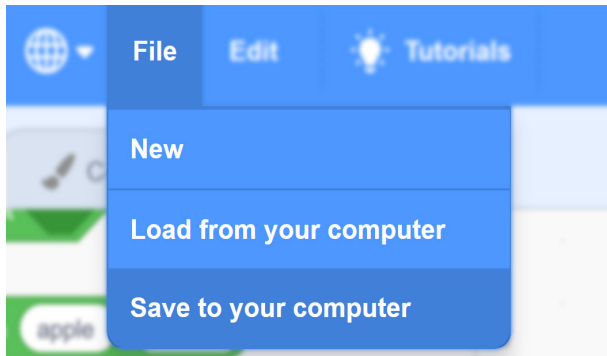 File Edit Tutorials
New
Load from your computer
Save to your computer
apple